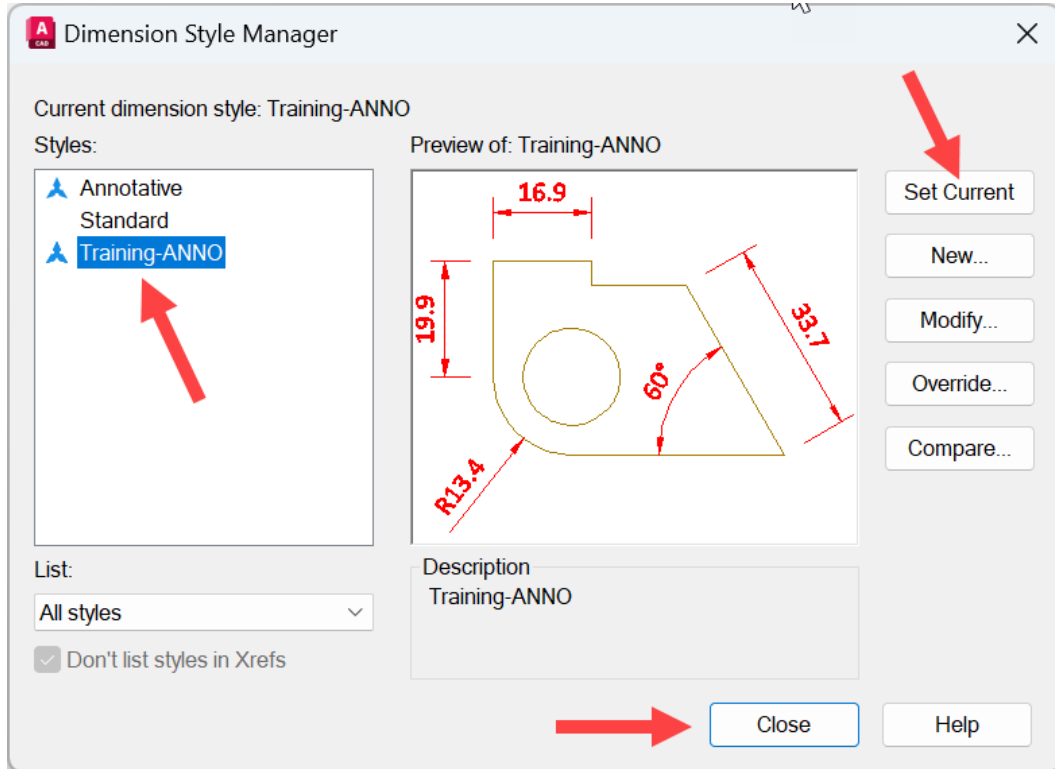 A
CAD
Dimension Style Manager
Current dimension style: Training-ANNO
Styles:
Annotative
Standard
Training-ANNO
Preview of: Training-ANNO
16.9
19.9
33.7
60°
R13.4
Set Current
New...
Modify...
Override...
Compare...
List:
All styles
Don't list styles in Xrefs
Description
Training-ANNO
Close
Help